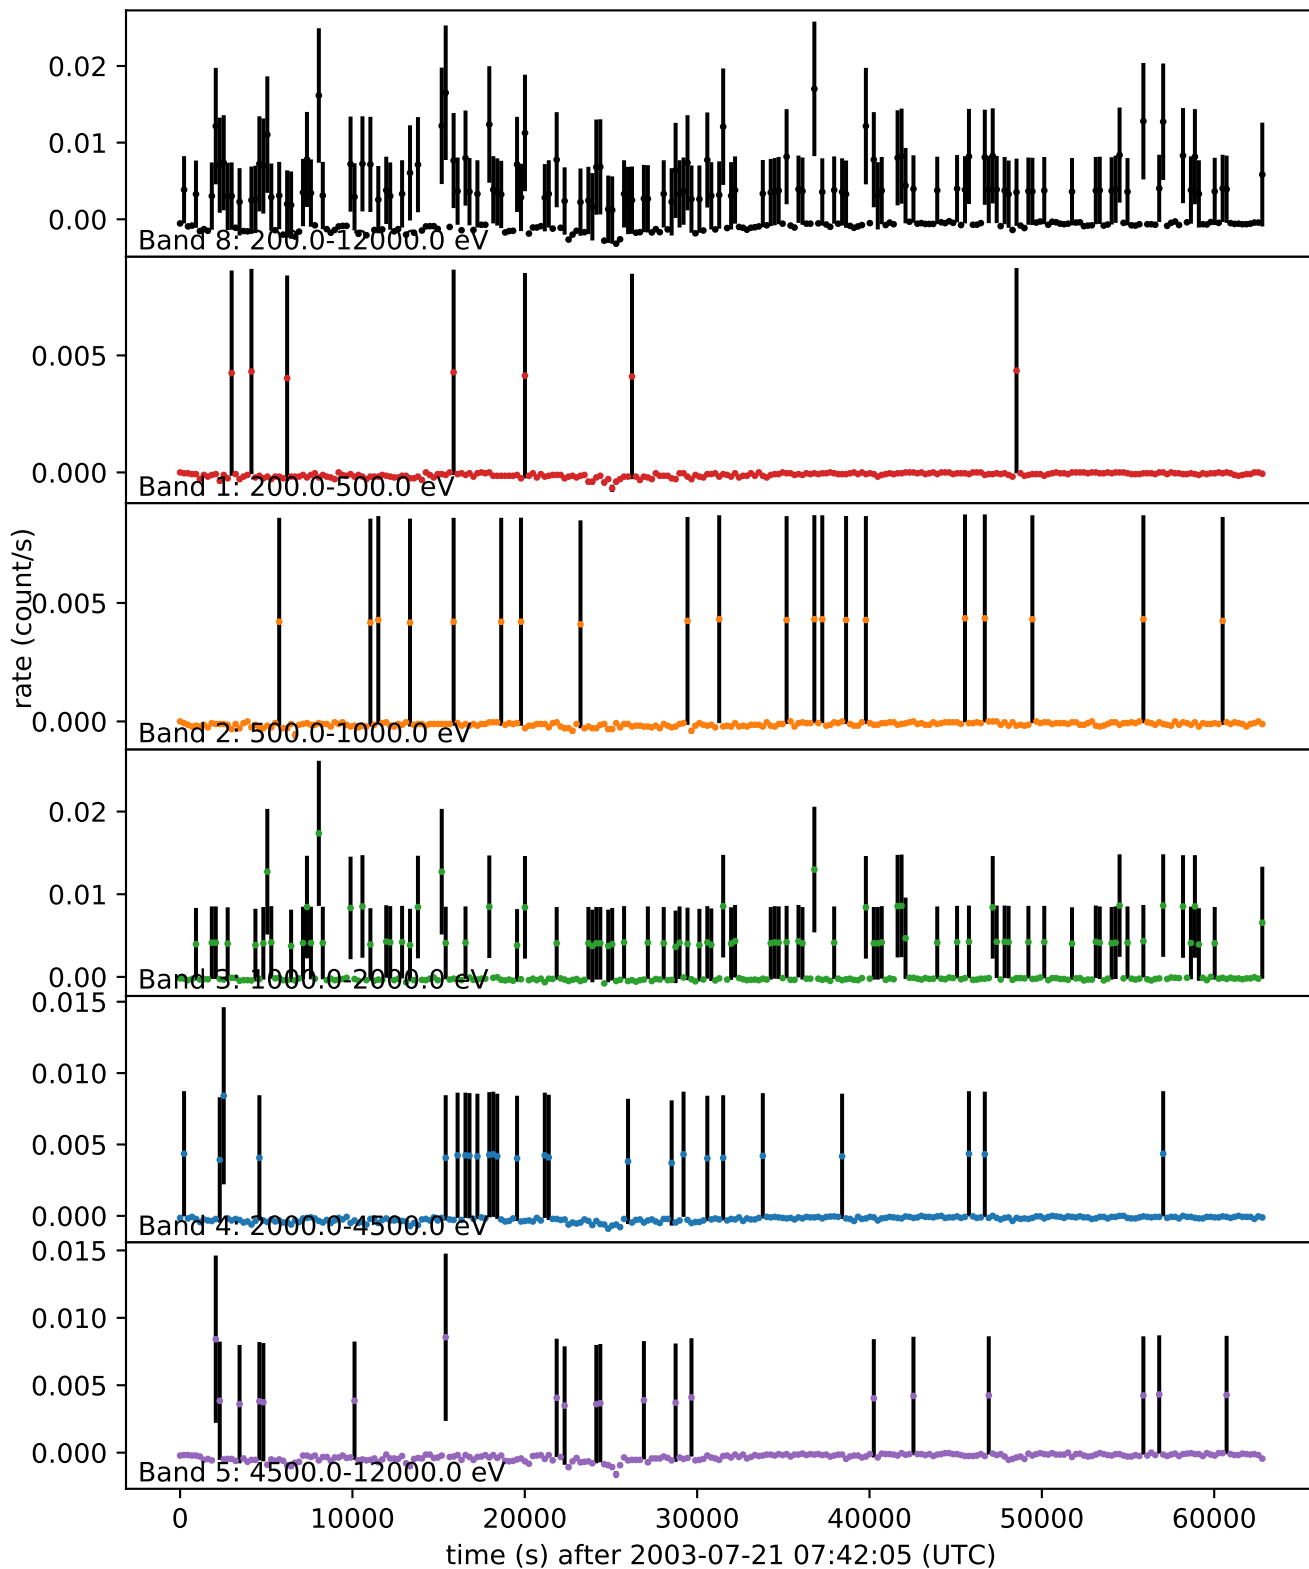 0.02
0.01
0.00
Band 8: 200.0-12000.0 eV
0.005
0.000
Band 1: 200.0-500.0 eV
rate (count/s)
0.005
0.000
Band 2: 500.0-1000.0 eV
0.02
0.01
0.00
Band 3: 1000.0-2000.0 eV
0.015
0.010
0.005
0.000
Band 4: 2000.0-4500.0 eV
0.015
0.010
0.005
0.000
Band 5: 4500.0-12000.0 eV
0 10000 20000 30000 40000 50000 60000
time (s) after 2003-07-21 07:42:05 (UTC)